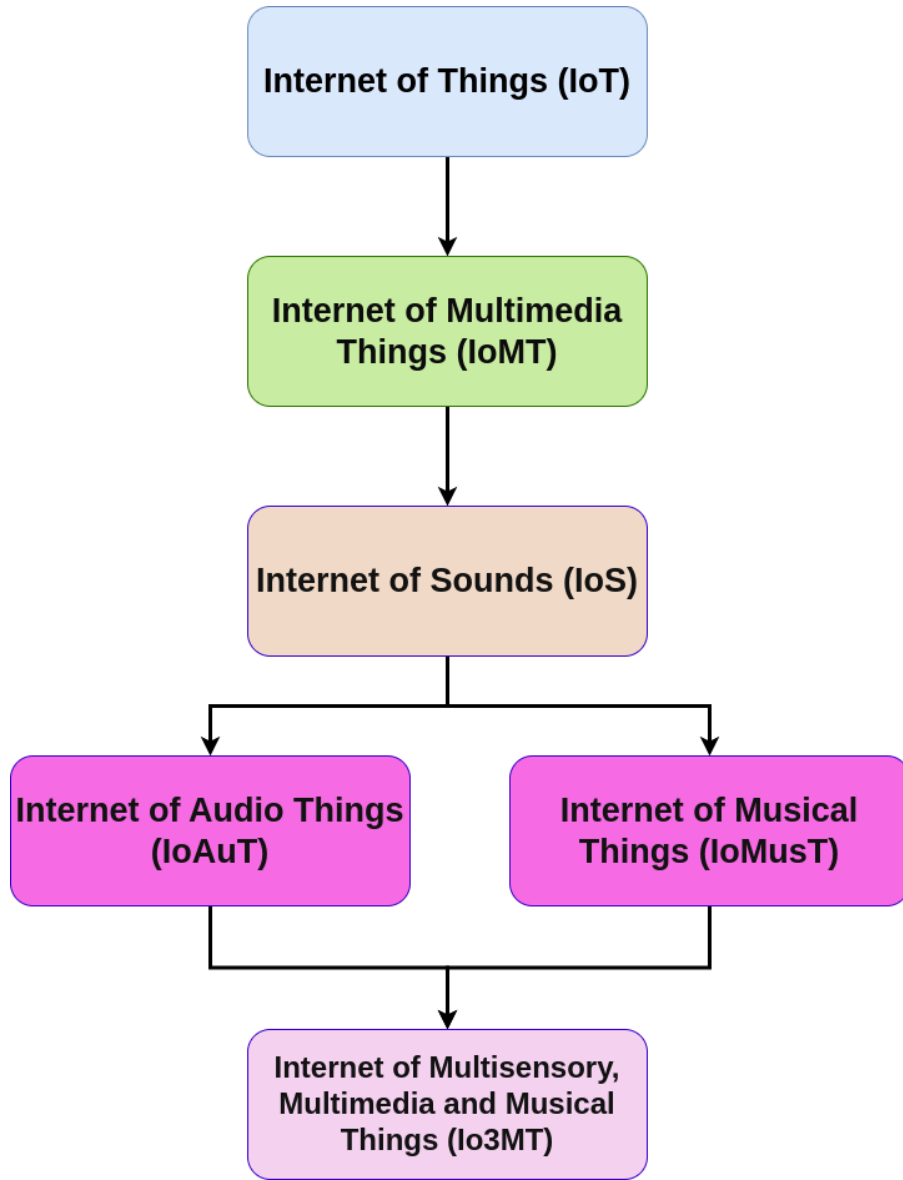 Internet of Things (IoT)
Internet of Multimedia
Things (IoMT)
Internet of Sounds (IoS)
Internet of Audio Things
(IoAuT)
Internet of Musical
Things (IoMusT)
Internet of Multisensory,
Multimedia and Musical
Things (Io3MT)